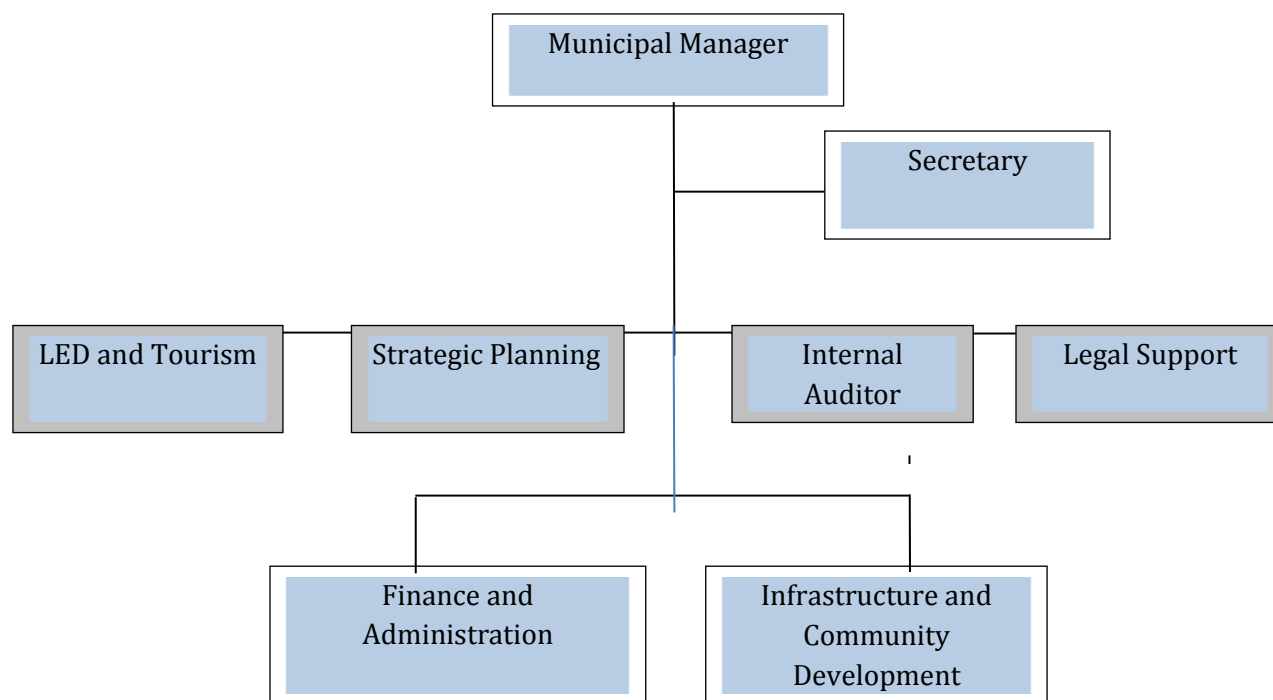 Municipal Manager
Secretary
LED and Tourism
Strategic Planning
Internal
Auditor
Legal Support
Finance and
Administration
Infrastructure and
Community
Development